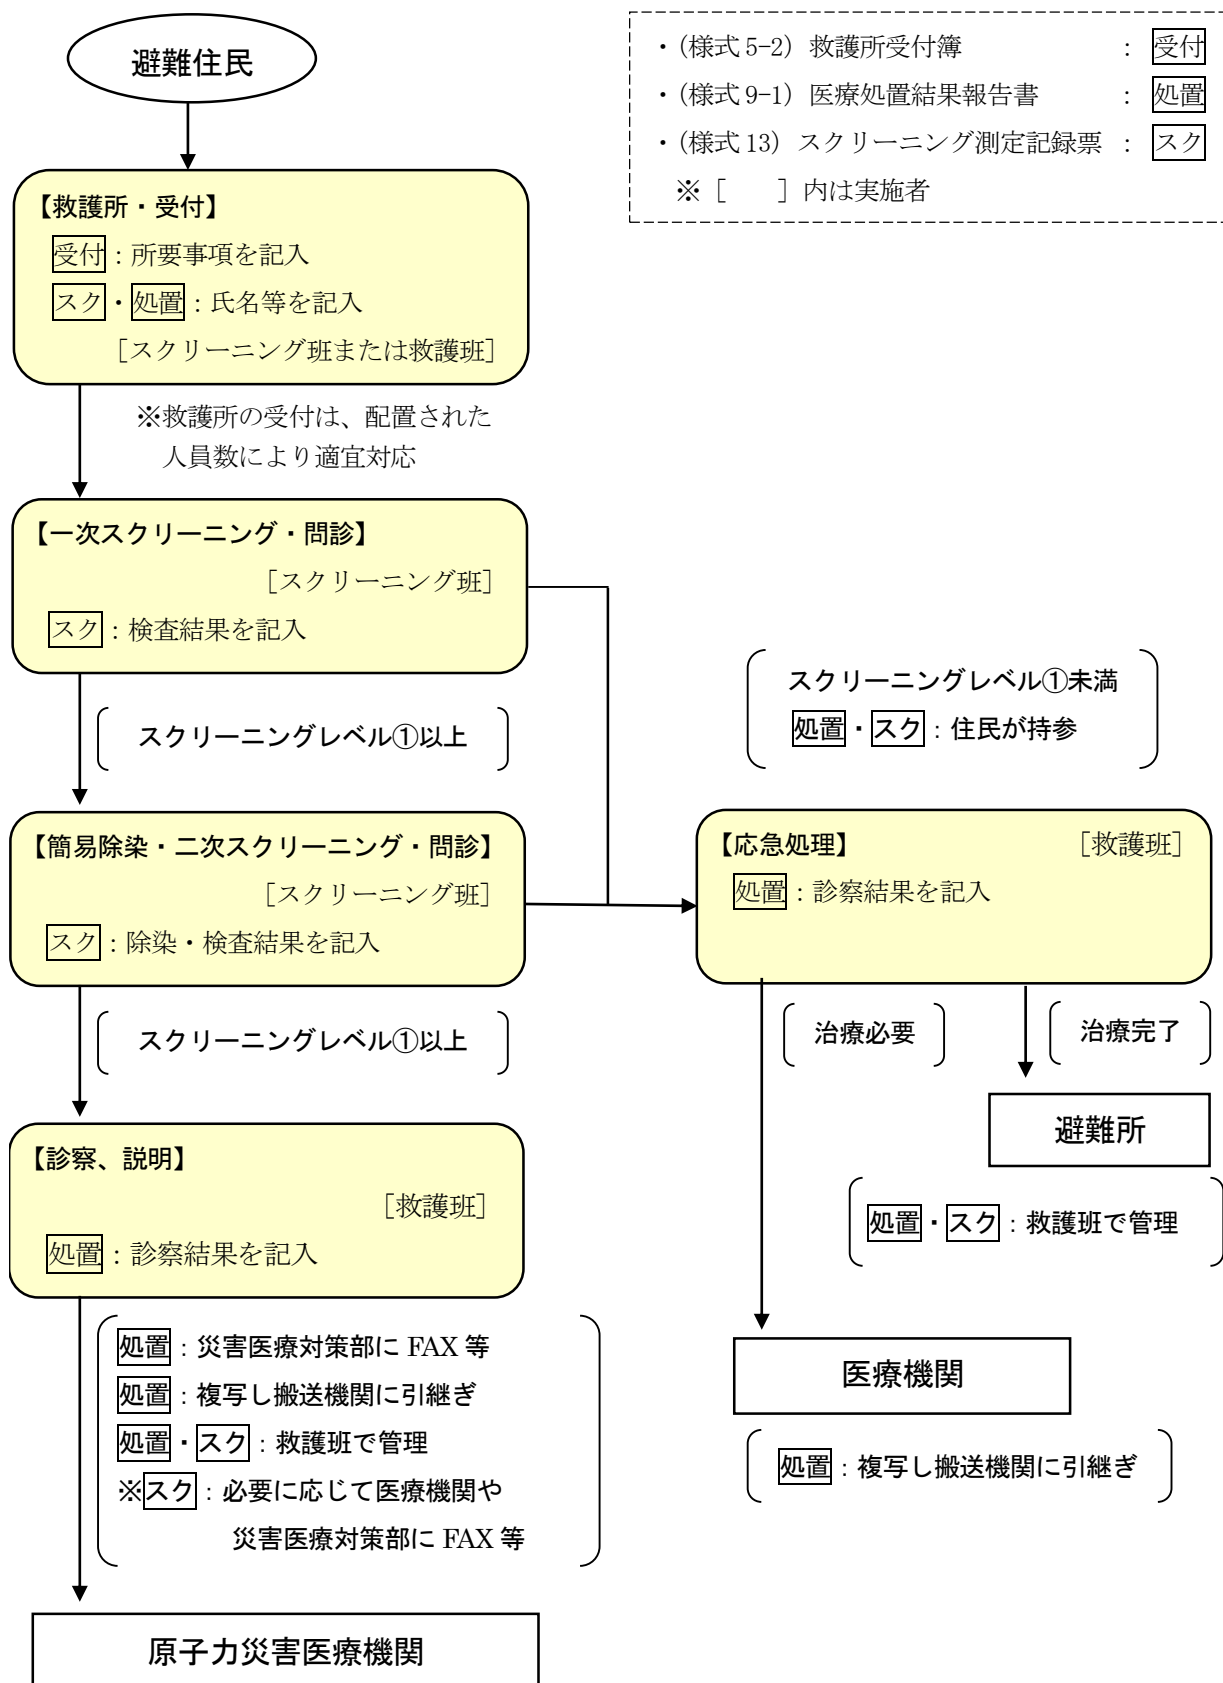 避難住民
・(様式 5-2) 救護所受付簿 : 受付
・(様式 9-1) 医療処置結果報告書 : 処置
・(様式 13) スクリーニング測定記録票 : スク
※［　　］内は実施者
【救護所・受付】
受付：所要事項を記入
スク・処置：氏名等を記入
［スクリーニング班または救護班］
※救護所の受付は、配置された
人員数により適宜対応
【一次スクリーニング・問診】
［スクリーニング班］
スク：検査結果を記入
スクリーニングレベル①以上
スクリーニングレベル①未満
処置・スク：住民が持参
【簡易除染・二次スクリーニング・問診】
［スクリーニング班］
スク：除染・検査結果を記入
【応急処理】 ［救護班］
処置：診察結果を記入
スクリーニングレベル①以上
治療必要
治療完了
避難所
処置・スク：救護班で管理
【診察、説明】
［救護班］
処置：診察結果を記入
処置：災害医療対策部に FAX 等
処置：複写し搬送機関に引継ぎ
処置・スク：救護班で管理
※スク：必要に応じて医療機関や
災害医療対策部に FAX 等
医療機関
処置：複写し搬送機関に引継ぎ
原子力災害医療機関